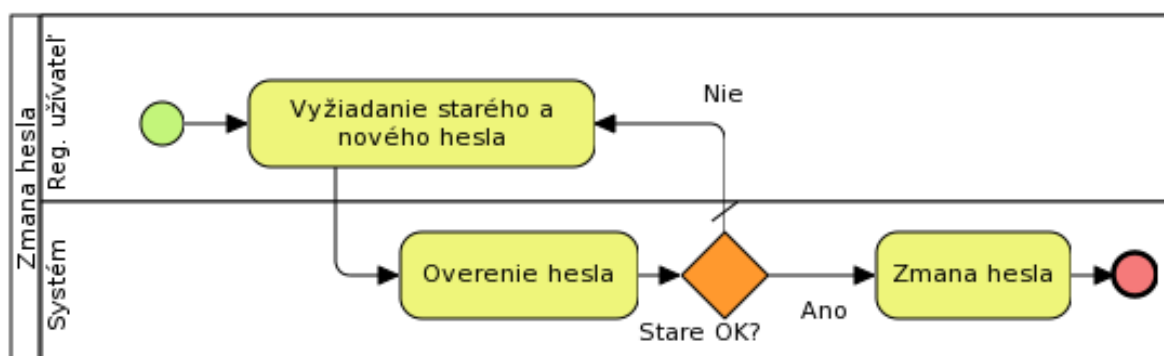 Zmana hesla
Reg. užívateľ
Vyžiadanie starého a
nového hesla
Nie
Systém
Overenie hesla
Stare OK?
Ano
Zmana hesla